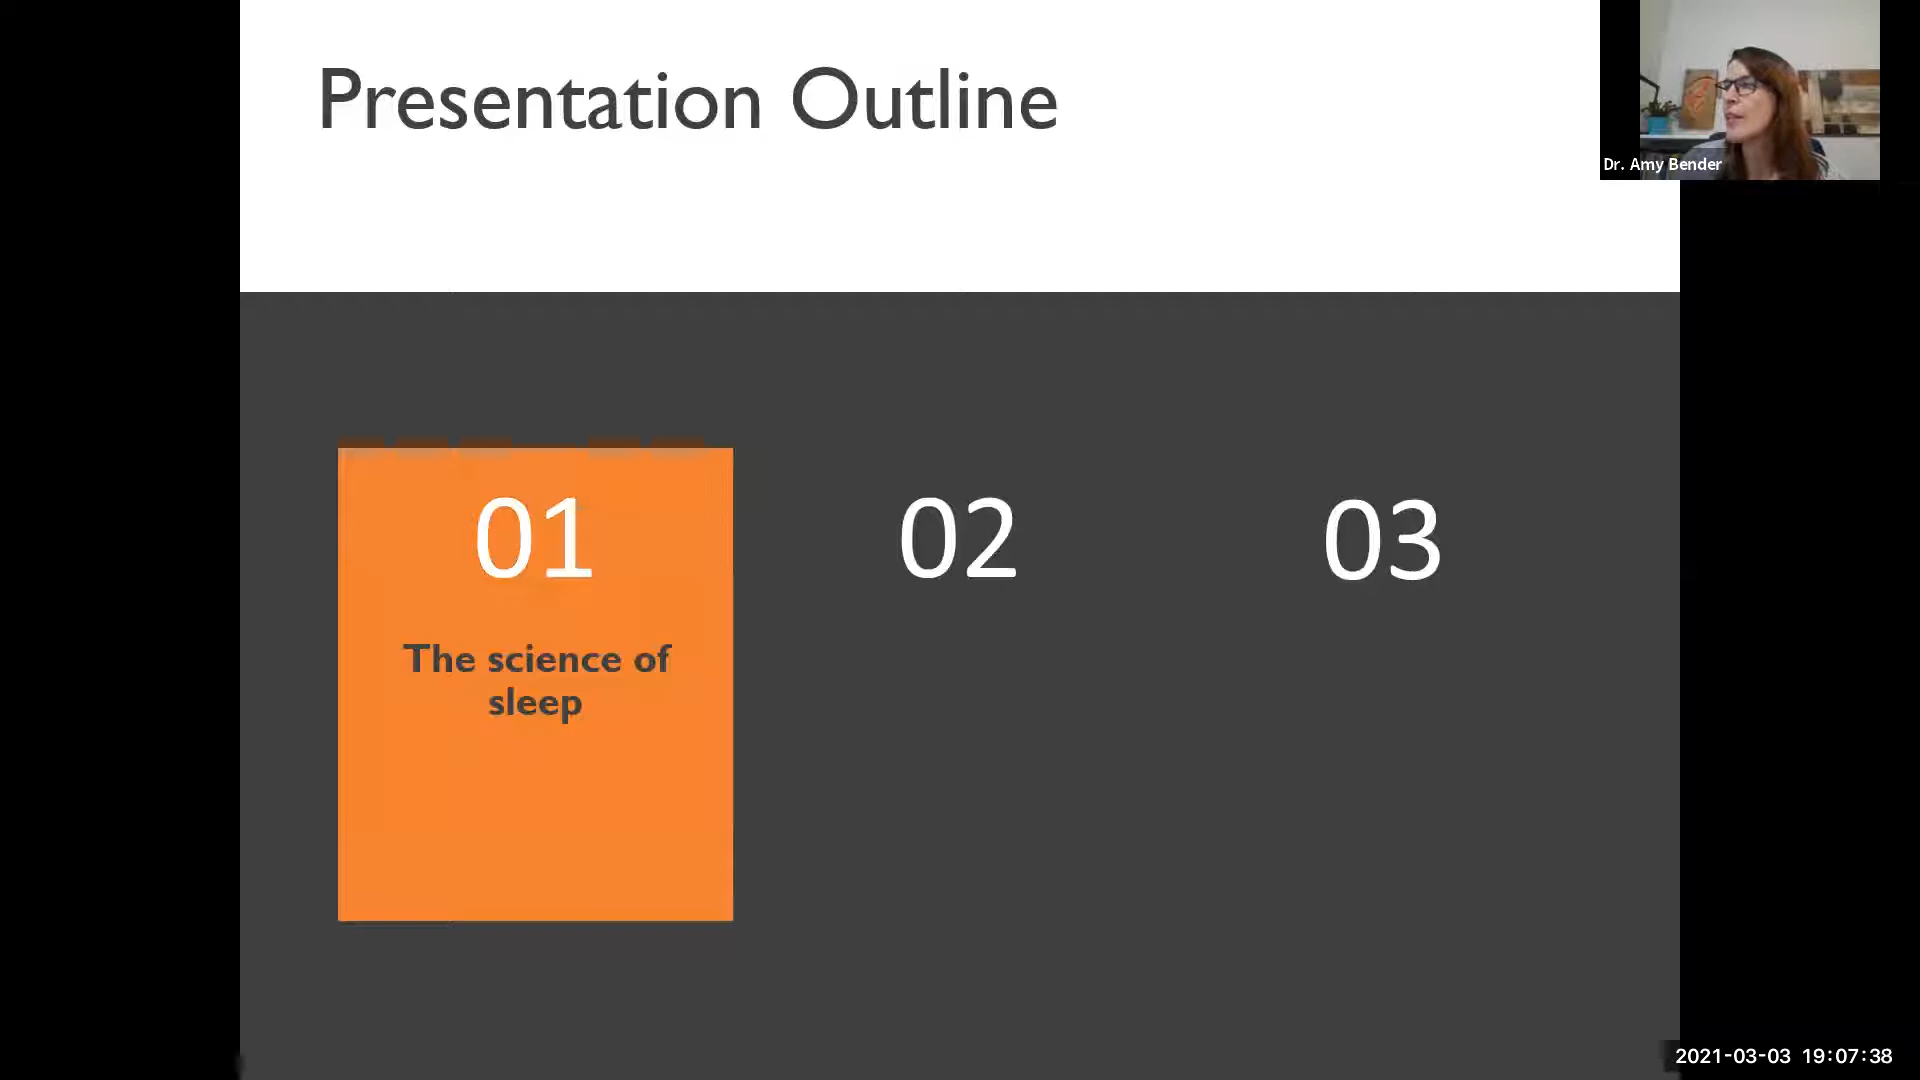 Presentation Outline
Dr. Amy Bender
01
The science of
sleep
02
03
2021-03-03 19:07:38